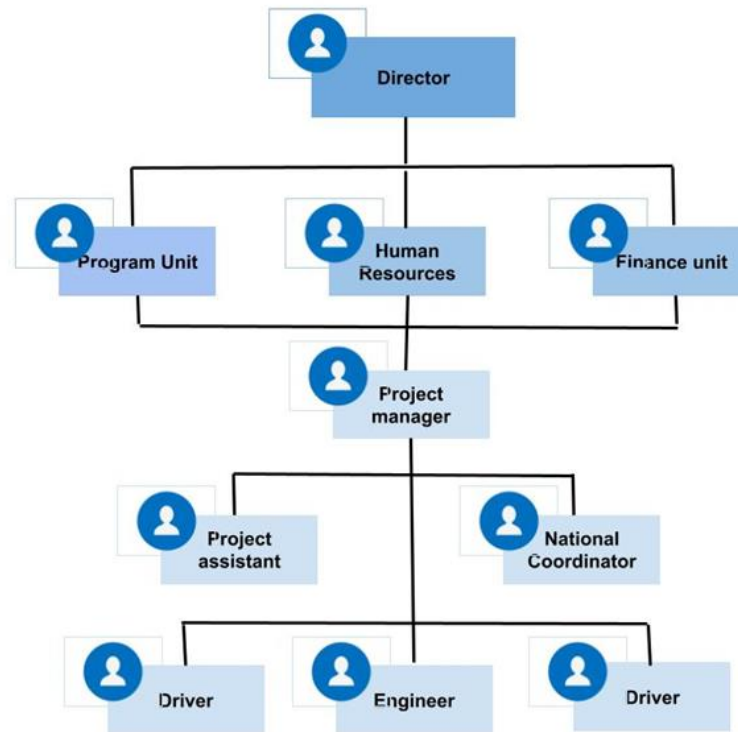 Director
Program Unit
Human
Resources
Finance unit
Project
manager
Project
assistant
National
Coordinator
Driver
Engineer
Driver